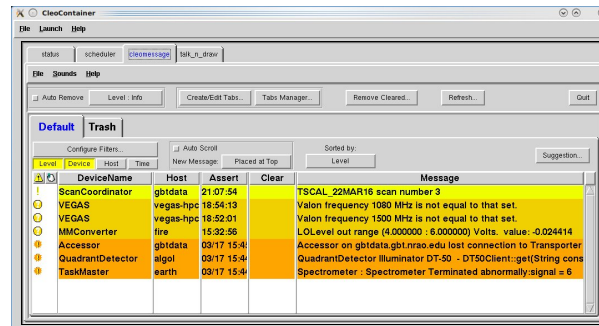 CleoContainer
File Launch Help
status scheduler cleomessage talk_n_draw
File Sounds Help
Auto Remove Level : Info Create/Edit Tabs... Tabs Manager... Remove Cleared... Refresh... Quit
Default Trash
Configure Filters... Auto Scroll Sorted by:
Level Device Host Time New Message: Placed at Top Level Suggestion...
DeviceName Host Assert Clear Message
ScanCoordinator gbtdata 21:07:54 TSCAL_22MAR16 scan number 3
VEGAS vegas-hpc 18:54:13 Valon frequency 1080 MHz is not equal to that set.
VEGAS vegas-hpc 18:52:01 Valon frequency 1500 MHz is not equal to that set.
MMConverter fire 15:32:56 LOLevel out range (4.000000 : 6.000000) Volts. value: -0.024414
Accessor gbtdata 03/17 15:4 Accessor on gbtdata.gbt.nrao.edu lost connection to Transporter
QuadrantDetector algol 03/17 15:4 QuadrantDetector Illuminator DT-50 - DT50Client::get(String cons
TaskMaster earth 03/17 15:4 Spectrometer : Spectrometer Terminated abnormally:signal = 6